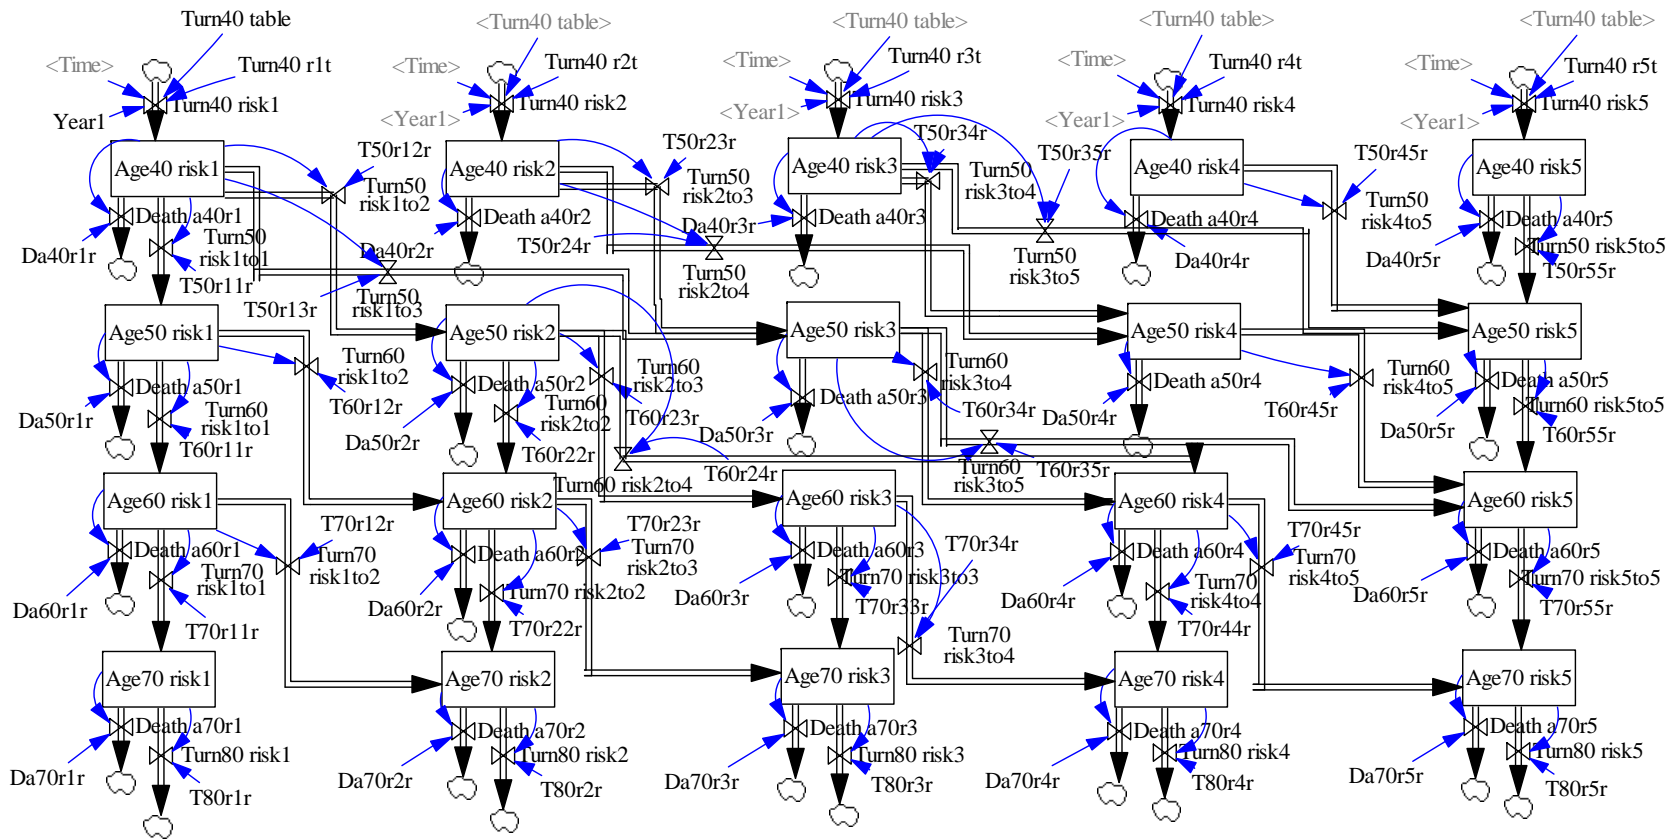 Turn40 table
<Turn40 table>
<Turn40 table>
<Turn40 table>
<Turn40 table>
<Time>
Turn40 r1t
<Time>
Turn40 r2t
<Time>
Turn40 r3t
<Time>
Turn40 r4t
<Time>
Turn40 r5t
Turn40 risk1
Turn40 risk2
Turn40 risk3
Turn40 risk4
Turn40 risk5
Year1
<Year1>
<Year1>
<Year1>
<Year1>
Age40 risk1
T50r12r
Turn50
risk1to2
Age40 risk2
T50r23r
Turn50
risk2to3
Age40 risk3
T50r34r
Turn50
risk3to4
T50r35r
Age40 risk4
T50r45r
Turn50
risk4to5
Age40 risk5
Death a40r1
Da40r1r
Turn50
risk1to1
T50r11r
T50r13r
Turn50
risk1to3
Da40r2r
Death a40r2
T50r24r
Turn50
risk2to4
Da40r3r
Death a40r3
Turn50
risk3to5
Death a40r4
Da40r4r
Death a40r5
Da40r5r
Turn50 risk5to5
T50r55r
Age50 risk1
Turn60
risk1to2
T60r12r
Age50 risk2
Turn60
risk2to3
T60r23r
Age50 risk3
Turn60
risk3to4
T60r34r
Age50 risk4
Turn60
risk4to5
T60r45r
Age50 risk5
Death a50r1
Da50r1r
Turn60
risk1to1
T60r11r
Death a50r2
Da50r2r
Turn60
risk2to2
T60r22r
T60r24r
Turn60 risk2to4
Death a50r3
Da50r3r
Turn60
risk3to5
T60r35r
Death a50r4
Da50r4r
Death a50r5
Da50r5r
Turn60 risk5to5
T60r55r
Age60 risk1
T70r12r
Turn70
risk1to2
Age60 risk2
T70r23r
Turn70
risk2to3
Age60 risk3
T70r34r
Turn70
risk3to4
Age60 risk4
T70r45r
Turn70
risk4to5
Age60 risk5
Death a60r1
Da60r1r
Turn70
risk1to1
T70r11r
Death a60r2
Da60r2r
Turn70 risk2to2
T70r22r
Death a60r3
Da60r3r
Turn70 risk3to3
T70r33r
Death a60r4
Da60r4r
Turn70
risk4to4
T70r44r
Death a60r5
Da60r5r
Turn70 risk5to5
T70r55r
Age70 risk1
Age70 risk2
Age70 risk3
Age70 risk4
Age70 risk5
Death a70r1
Da70r1r
Turn80 risk1
T80r1r
Death a70r2
Da70r2r
Turn80 risk2
T80r2r
Death a70r3
Da70r3r
Turn80 risk3
T80r3r
Death a70r4
Da70r4r
Turn80 risk4
T80r4r
Death a70r5
Da70r5r
Turn80 risk5
T80r5r